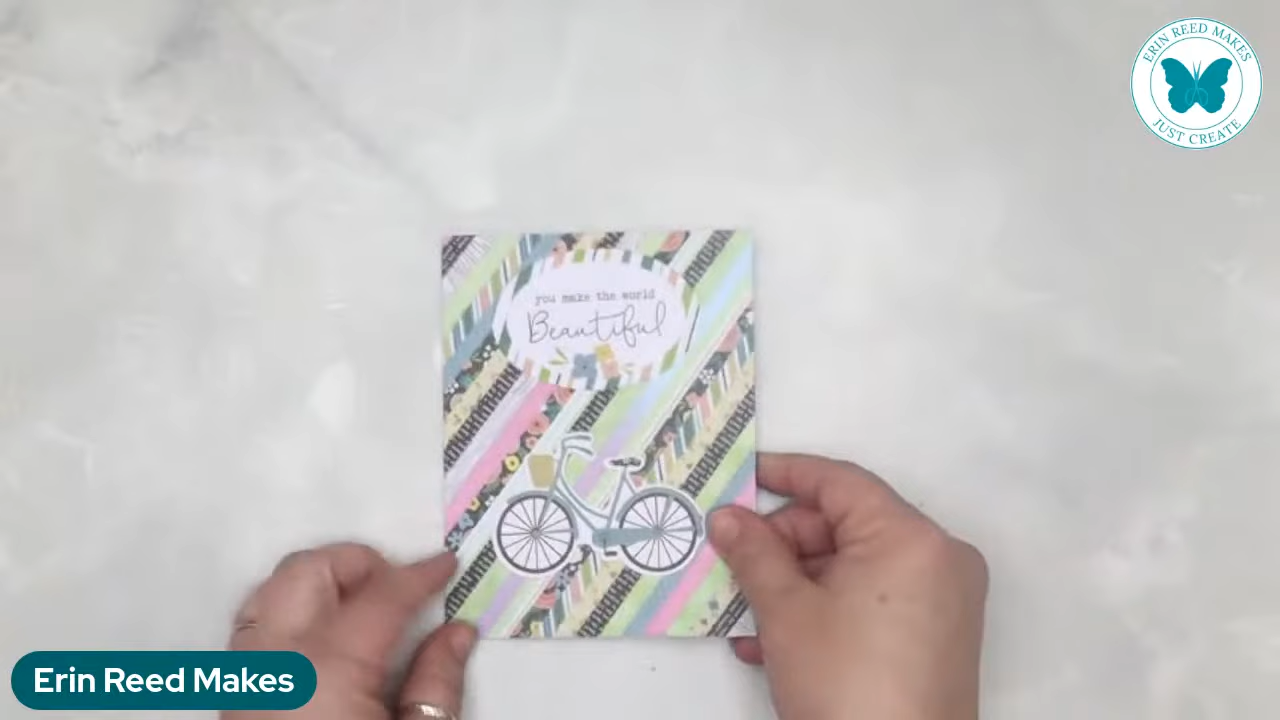 ERIN REED MAKES
JUST CREATE
you make the world
Beautiful
Erin Reed Makes